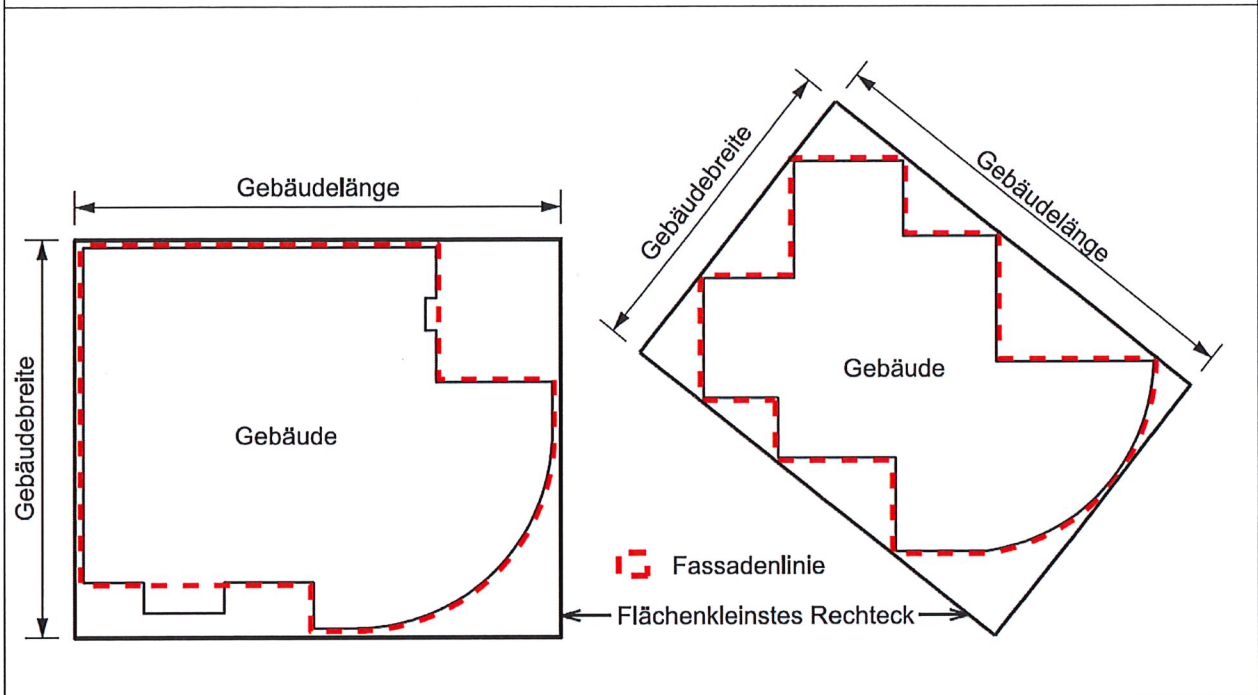 Gebäudelänge
Gebäudebreite
Gebäude
Gebäudebreite
Gebäudelänge
Gebäude
Fassadenlinie
Flächenkleinstes Rechteck